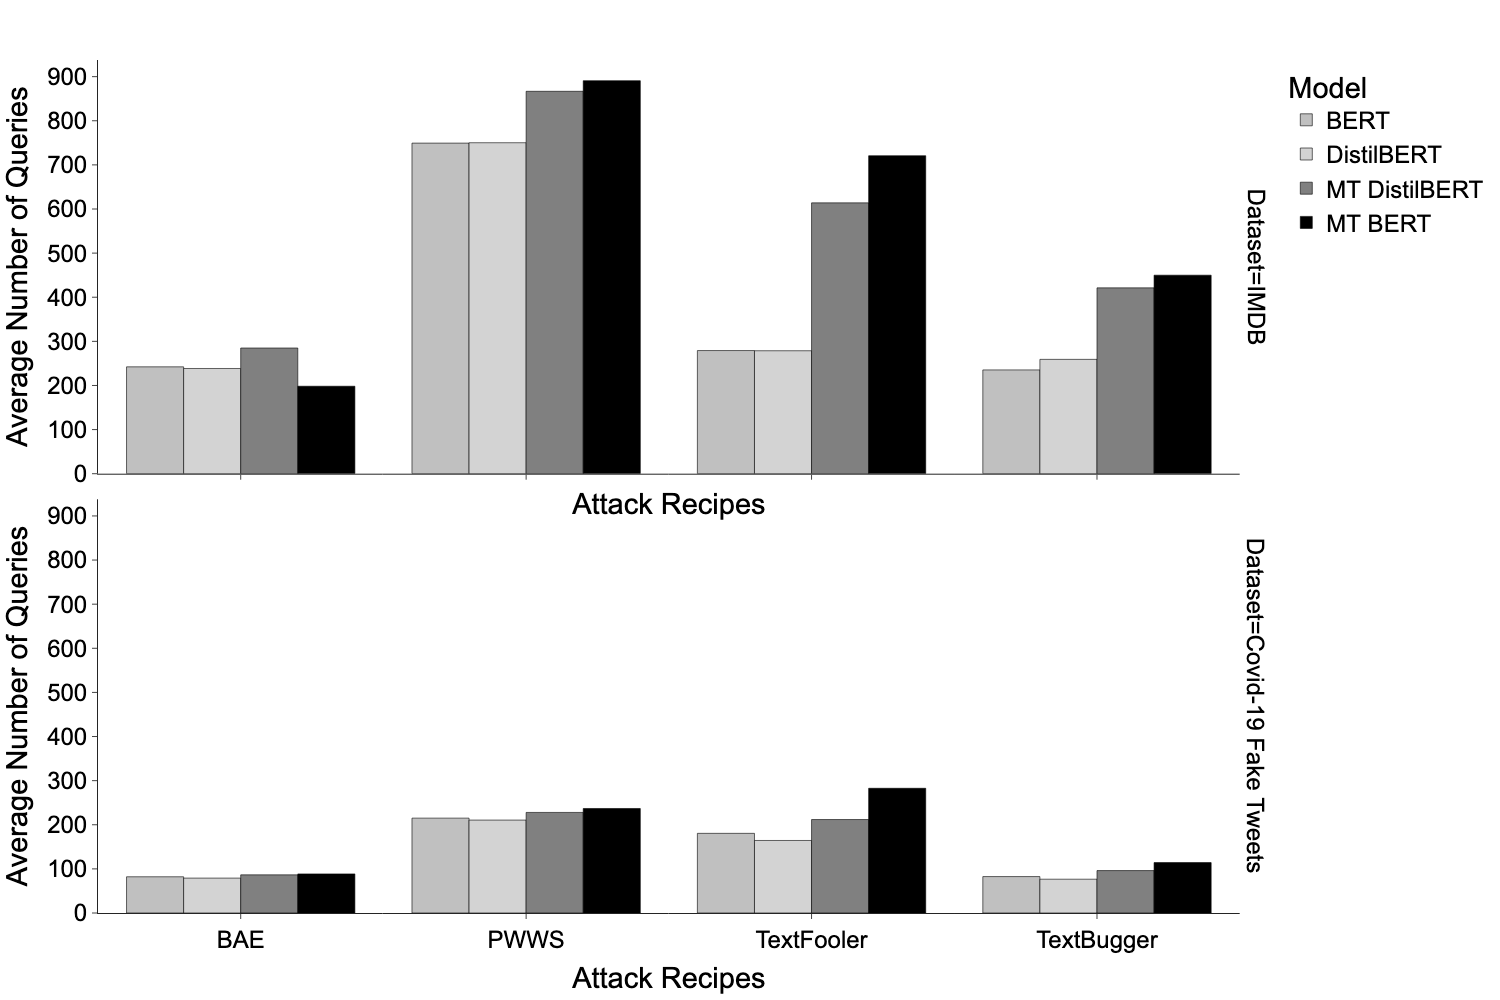 Average Number of Queries
900
800
700
600
500
400
300
200
100
0
Attack Recipes
Dataset=IMDB
Model
BERT
DistilBERT
MT DistilBERT
MT BERT
Average Number of Queries
900
800
700
600
500
400
300
200
100
0
BAE PWWS TextFooler TextBugger
Attack Recipes
Dataset=Covid-19 Fake Tweets